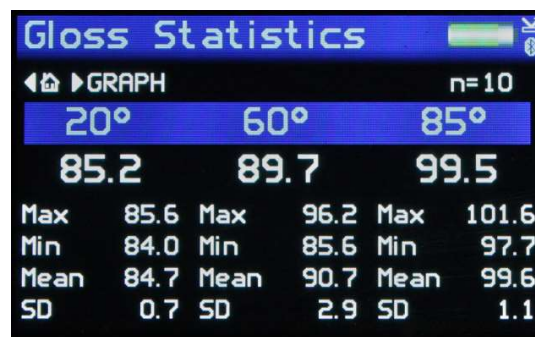 Gloss Statistics
GRAPH n=10
20° 60° 85°
85.2 89.7 99.5
Max 85.6 Max 96.2 Max 101.6
Min 84.0 Min 85.6 Min 97.7
Mean 84.7 Mean 90.7 Mean 99.6
SD 0.7 SD 2.9 SD 1.1